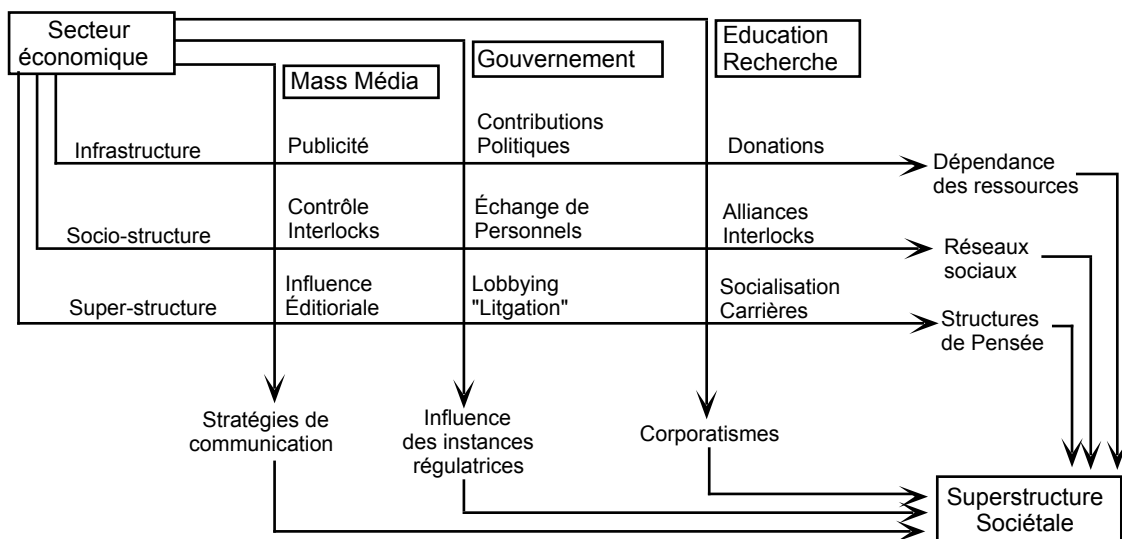 Secteur
économique
Education
Recherche
Gouvernement
Mass Média
Infrastructure
Publicité
Contributions
Politiques
Donations
Dépendance
des ressources
Socio-structure
Contrôle
Interlocks
Échange de
Personnels
Alliances
Interlocks
Réseaux
sociaux
Super-structure
Influence
Éditioriale
Lobbying
"Litgation"
Socialisation
Carrières
Structures
de Pensée
Stratégies de
communication
Influence
des instances
régulatrices
Corporatismes
Superstructure
Sociétale